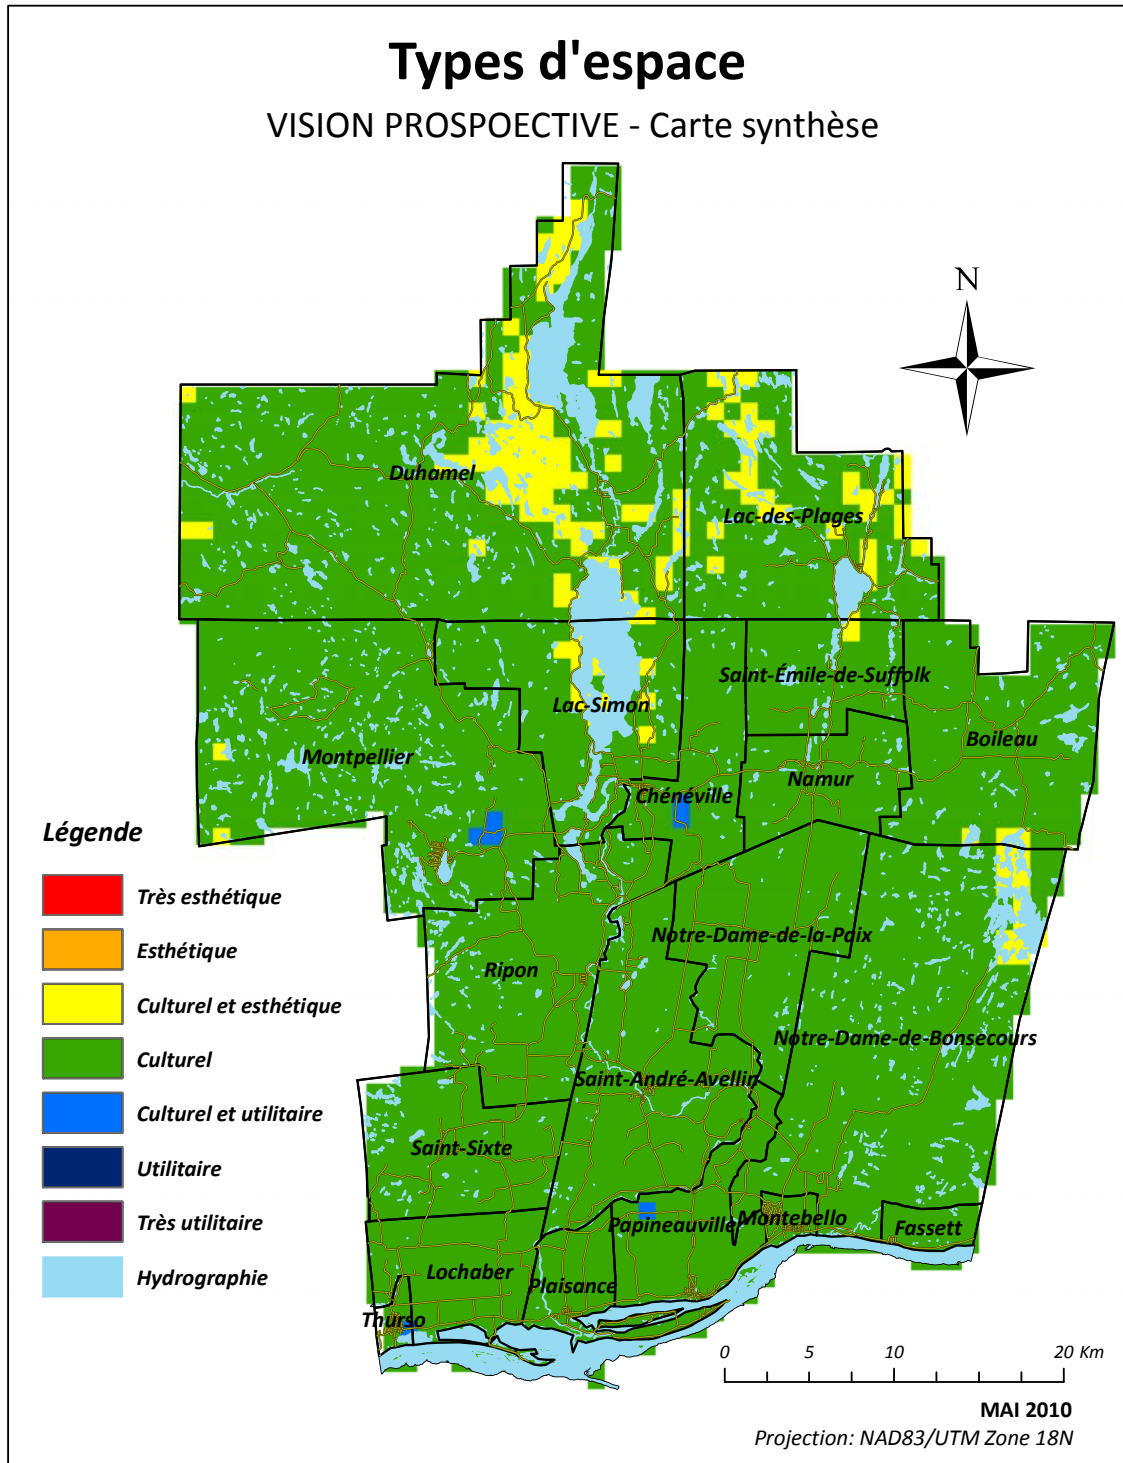 Types d'espace
VISION PROSPOECTIVE - Carte synthèse
N
Duhamel
Lac-des-Plages
Saint-Émile-de-Suffolk
Lac-Simon
Boileau
Montpellier
Namur
Chénéville
Légende
Très esthétique
Esthétique
Culturel et esthétique
Culturel
Culturel et utilitaire
Utilitaire
Très utilitaire
Hydrographie
Notre-Dame-de-la-Paix
Ripon
Notre-Dame-de-Bonsecours
Saint-André-Avellin
Saint-Sixte
Papineauville
Montebello
Fassett
Lochaber
Plaisance
Thurso
0 5 10 20 Km
MAI 2010
Projection: NAD83/UTM Zone 18N